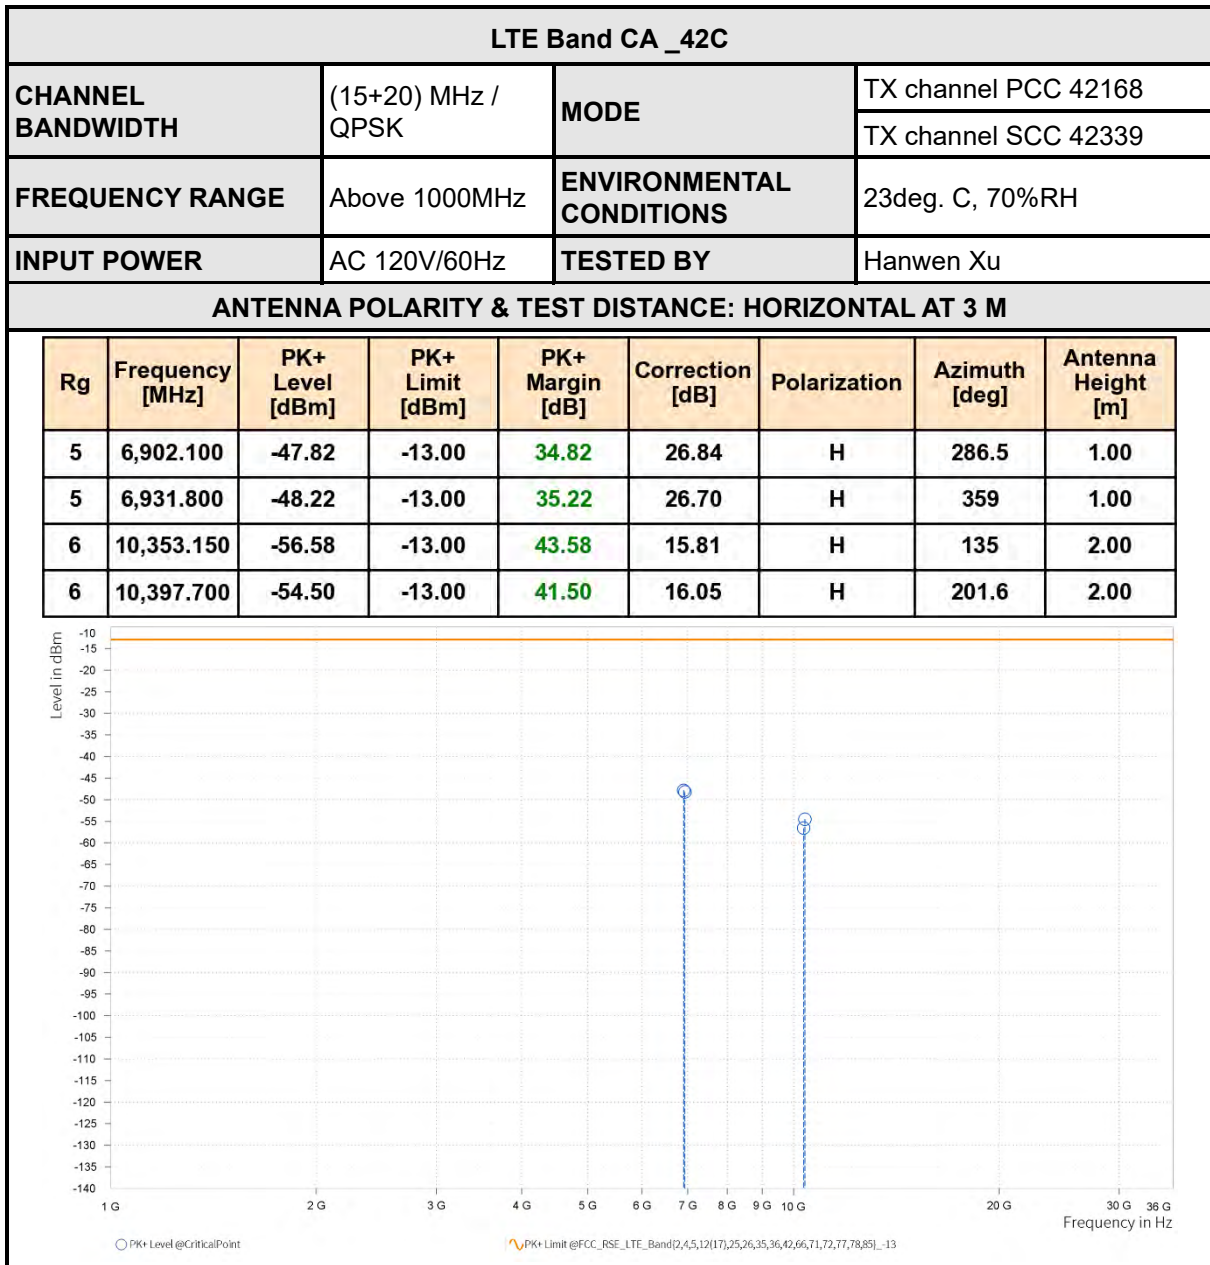 LTE Band CA _42C
CHANNEL BANDWIDTH (15+20) MHz / QPSK MODE TX channel PCC 42168
TX channel SCC 42339
FREQUENCY RANGE Above 1000MHz ENVIRONMENTAL CONDITIONS 23deg. C, 70%RH
INPUT POWER AC 120V/60Hz TESTED BY Hanwen Xu
ANTENNA POLARITY & TEST DISTANCE: HORIZONTAL AT 3 M
Rg Frequency [MHz] PK+ Level [dBm] PK+ Limit [dBm] PK+ Margin [dB] Correction [dB] Polarization Azimuth [deg] Antenna Height [m]
5 6,902.100 -47.82 -13.00 34.82 26.84 H 286.5 1.00
5 6,931.800 -48.22 -13.00 35.22 26.70 H 359 1.00
6 10,353.150 -56.58 -13.00 43.58 15.81 H 135 2.00
6 10,397.700 -54.50 -13.00 41.50 16.05 H 201.6 2.00
Level in dBm
-10
-15
-20
-25
-30
-35
-40
-45
-50
-55
-60
-65
-70
-75
-80
-85
-90
-95
-100
-105
-110
-115
-120
-125
-130
-135
-140
1 G 2 G 3 G 4 G 5 G 6 G 7 G 8 G 9 G 10 G 20 G 30 G 36 G
Frequency in Hz
PK+ Level @CriticalPoint PK+ Limit @FCC_RSE_LTE_Band{2,4,5,12(17),25,26,35,36,42,66,71,72,77,78,85}_-13